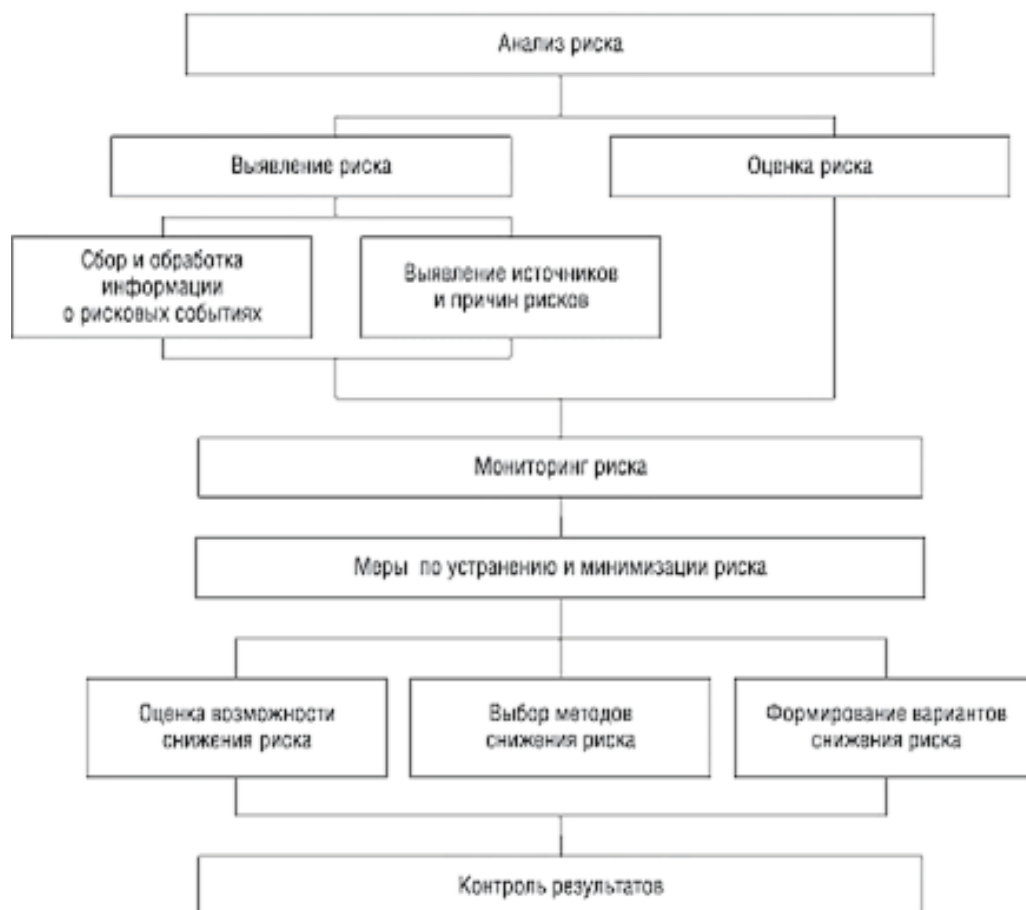 Анализ риска
Выявление риска
Оценка риска
Сбор и обработка
информации
о рисковых событиях
Выявление источников
и причин рисков
Мониторинг риска
Меры по устранению и минимизации риска
Оценка возможности
снижения риска
Выбор методов
снижения риска
Формирование вариантов
снижения риска
Контроль результатов